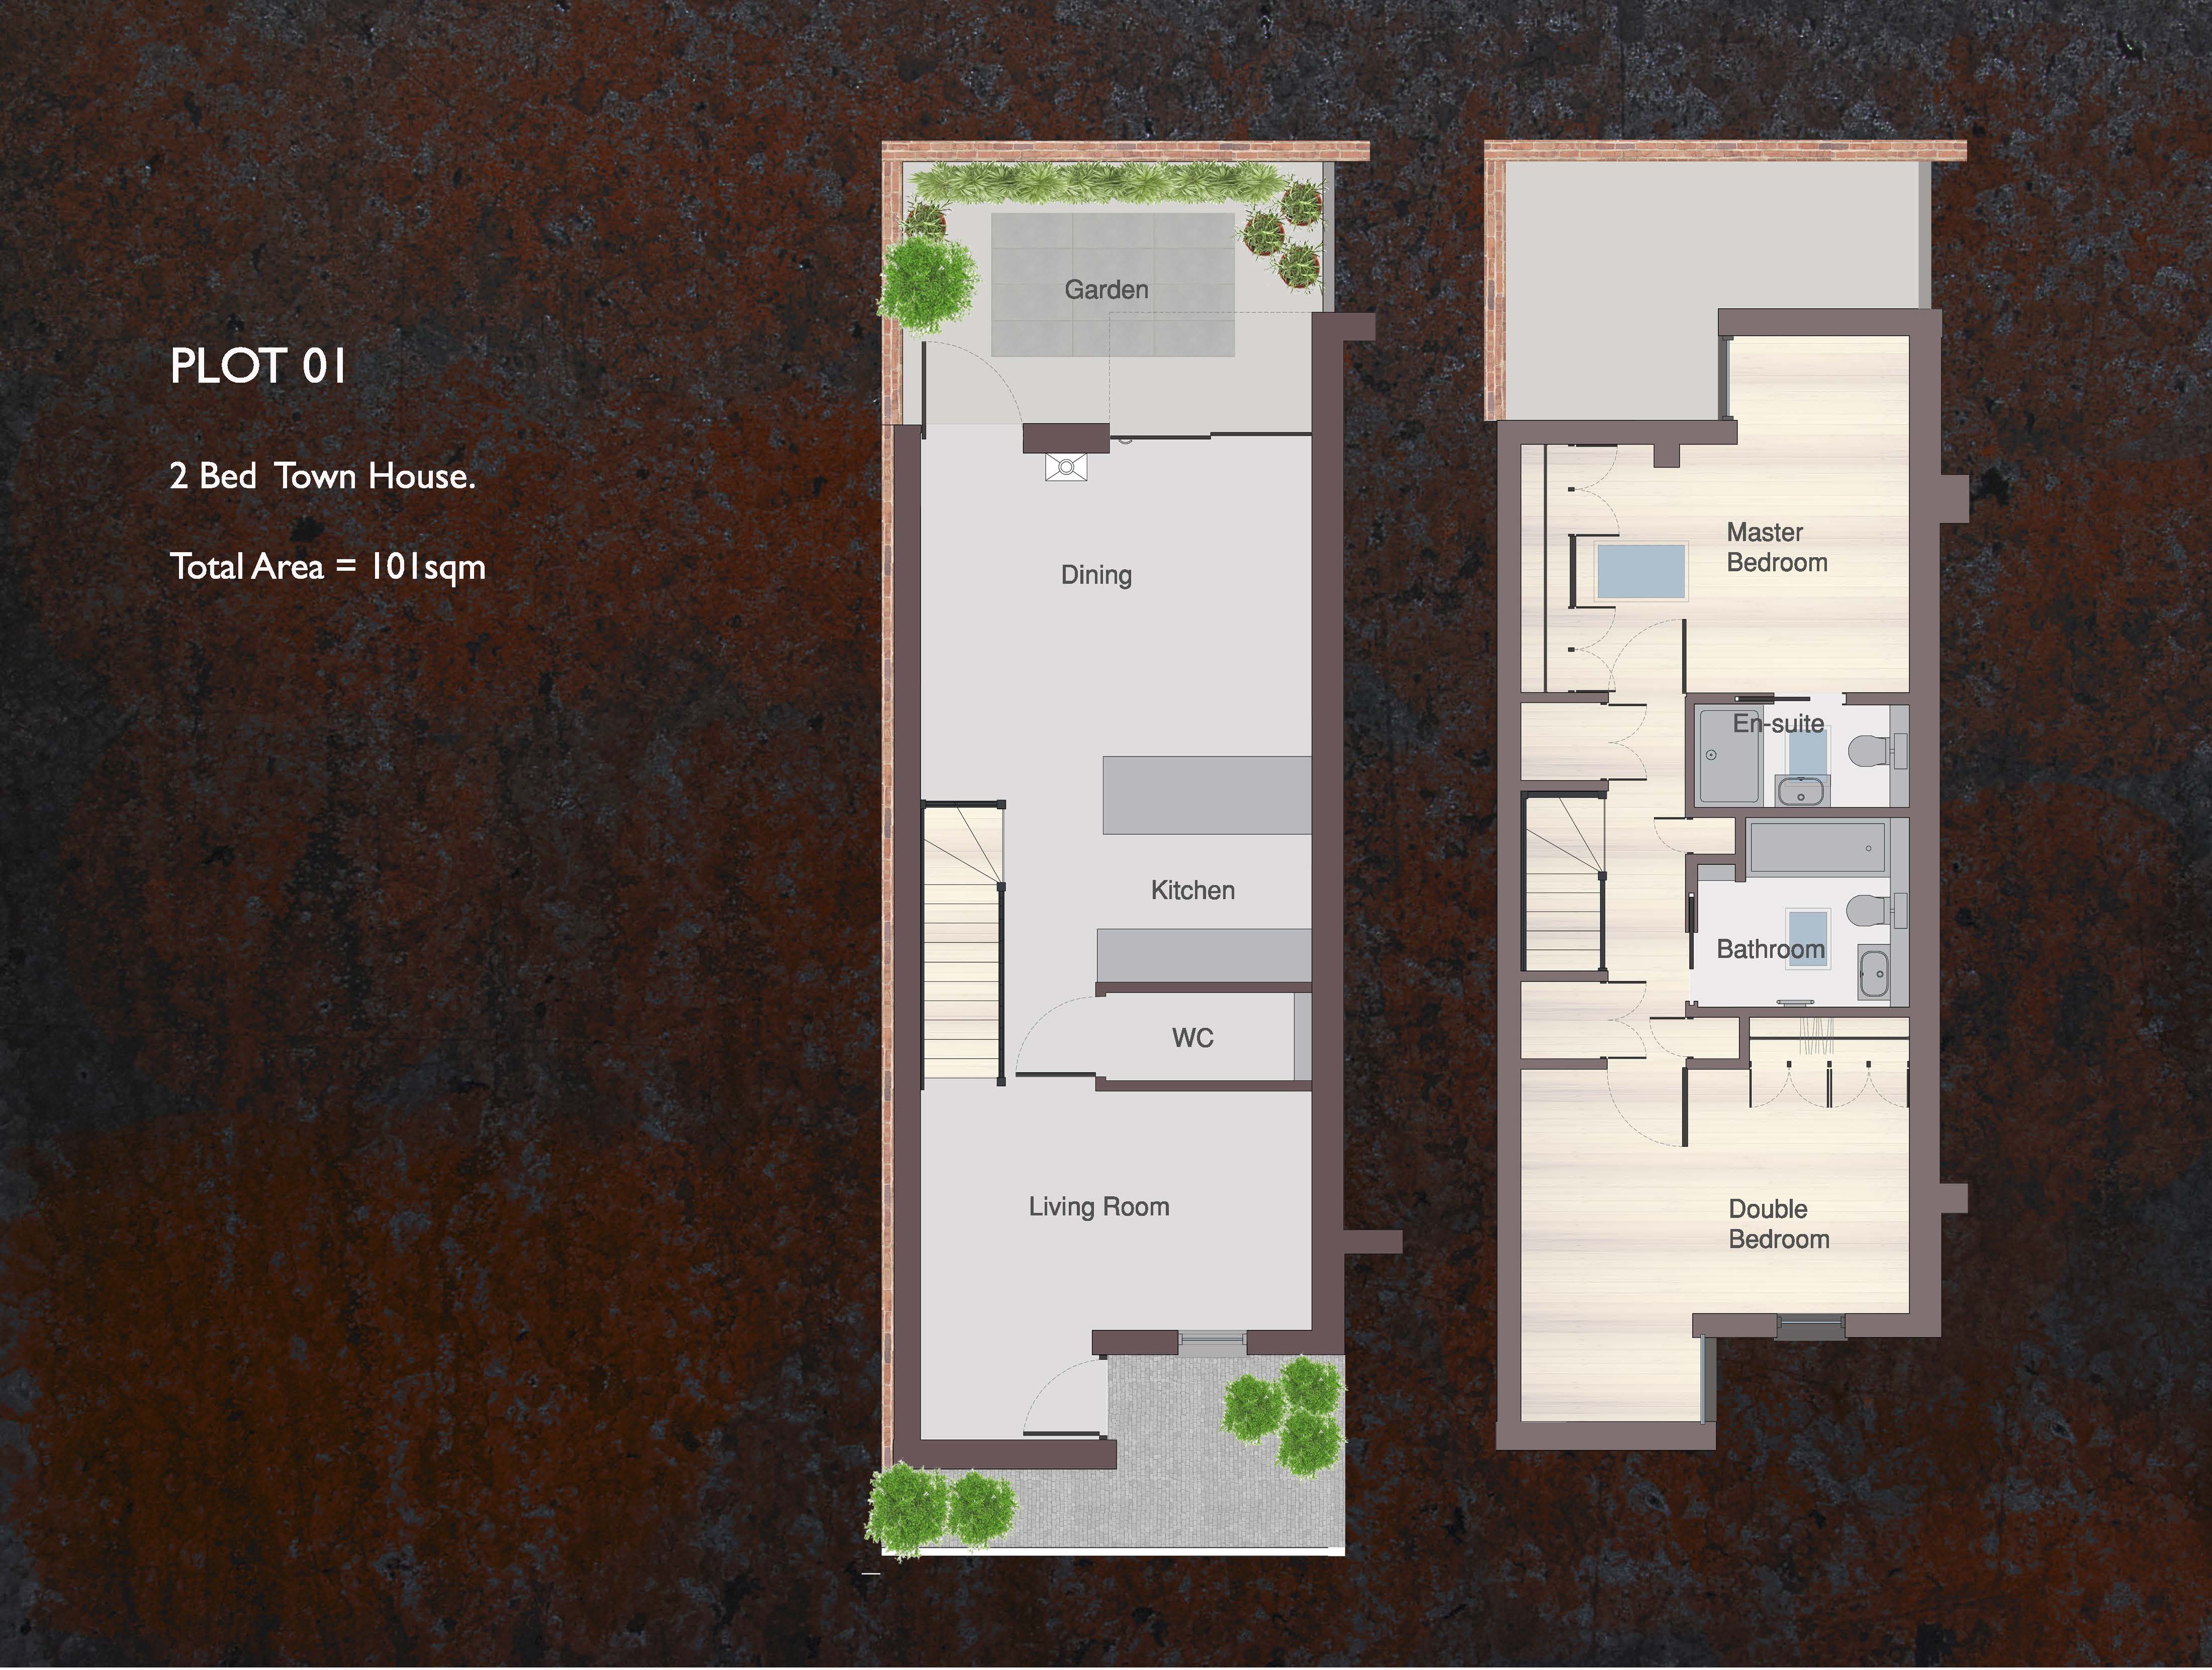 PLOT 01
2 Bed Town House.
Total Area = 101sqm
Garden
Dining
Kitchen
WC
Living Room
Master
Bedroom
En-suite
Bathroom
Double
Bedroom